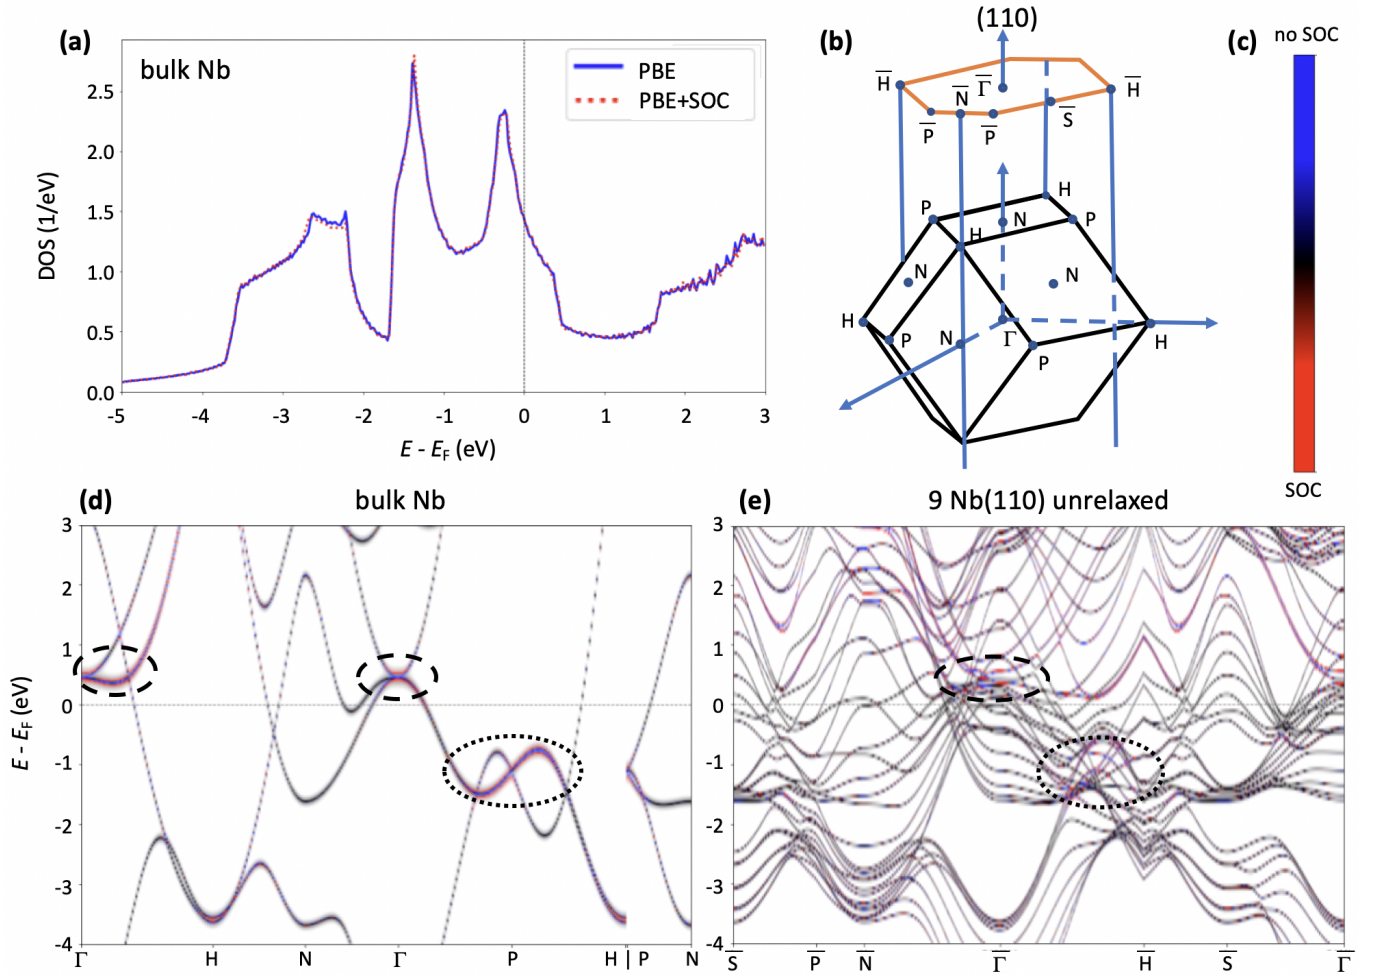 (a)
bulk Nb
PBE
PBE+SOC
DOS (1/eV)
2.5
2.0
1.5
1.0
0.5
0.0
-5 -4 -3 -2 -1 0 1 2 3
E - E_F (eV)
(b)
(110)
H̅ Γ̅ H̅
N̅
P̅ P̅ S̅
H
P N P
H
N N
H Γ H
P N P
(c)
no SOC
SOC
(d)
bulk Nb
E - E_F (eV)
3
2
1
0
-1
-2
-3
-4
Γ H N Γ P H | P N
(e)
9 Nb(110) unrelaxed
3
2
1
0
-1
-2
-3
-4
S̅ P̅ N̅ Γ̅ H̅ S̅ Γ̅